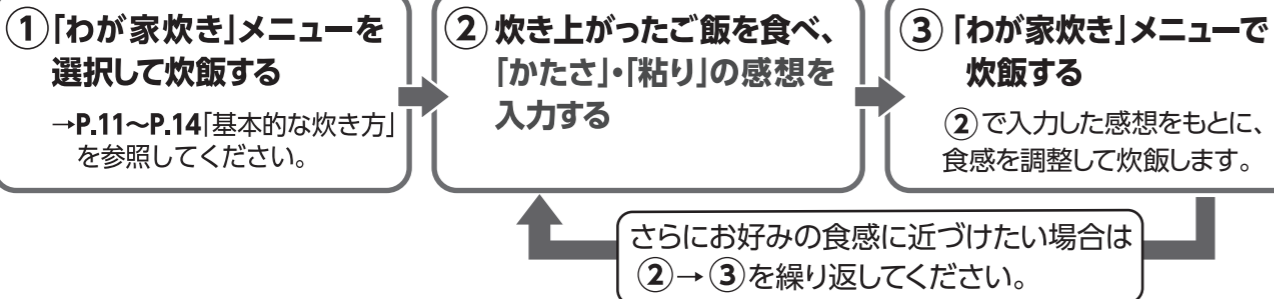 ①「わが家炊き」メニューを
選択して炊飯する
→P.11〜P.14「基本的な炊き方」
を参照してください。
② 炊き上がったご飯を食べ、
「かたさ」・「粘り」の感想を
入力する
③「わが家炊き」メニューで
炊飯する
②で入力した感想をもとに、
食感を調整して炊飯します。
さらにお好みの食感に近づけたい場合は
②→③を繰り返してください。